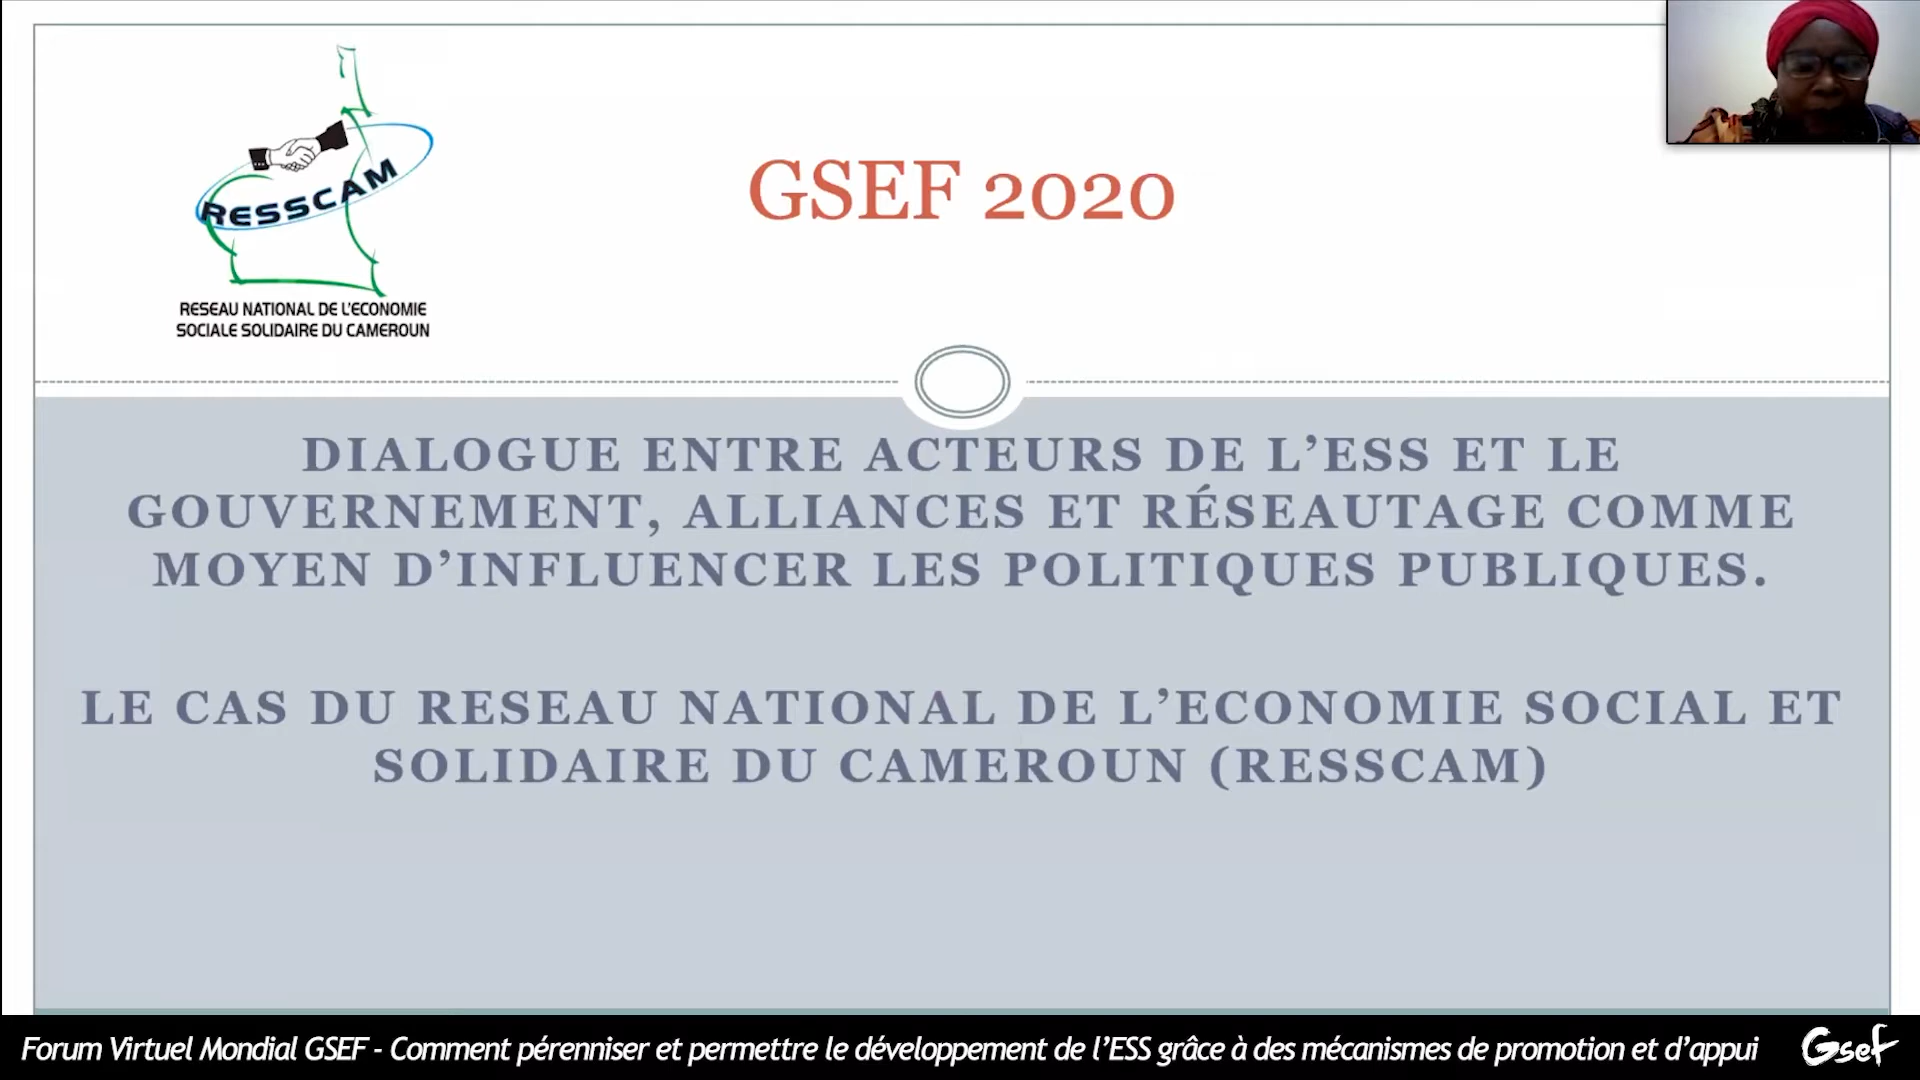 RESSCAM
RESEAU NATIONAL DE L'ECONOMIE
SOCIALE SOLIDAIRE DU CAMEROUN
GSEF 2020
DIALOGUE ENTRE ACTEURS DE L’ESS ET LE
GOUVERNEMENT, ALLIANCES ET RÉSEAUTAGE COMME
MOYEN D’INFLUENCER LES POLITIQUES PUBLIQUES.
LE CAS DU RESEAU NATIONAL DE L’ECONOMIE SOCIAL ET
SOLIDAIRE DU CAMEROUN (RESSCAM)
Forum Virtuel Mondial GSEF - Comment pérenniser et permettre le développement de l’ESS grâce à des mécanismes de promotion et d’appui
Gsef